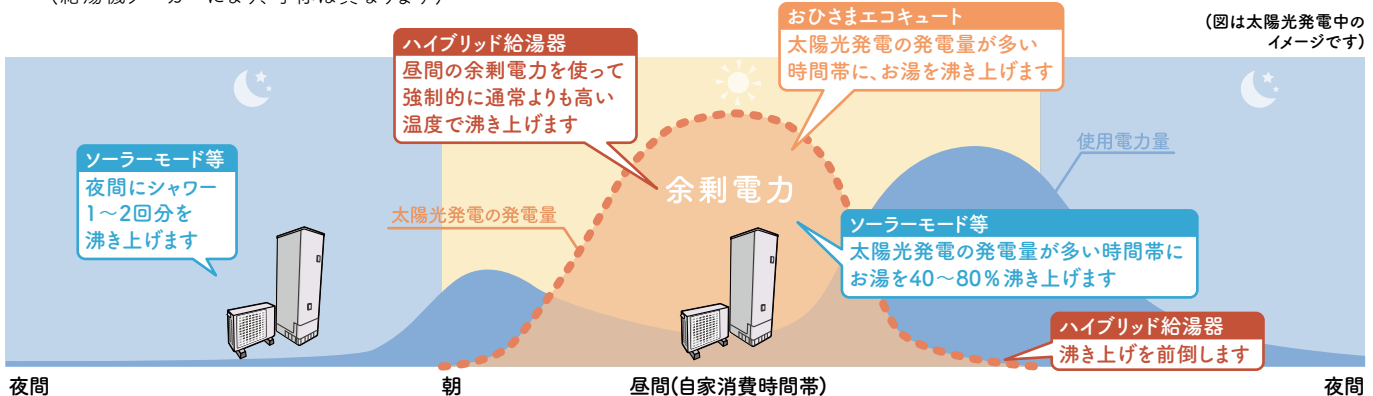 おひさまエコキュート
太陽光発電の発電量が多い
時間帯に、お湯を沸き上げます
(図は太陽光発電中の
イメージです)
ハイブリッド給湯器
昼間の余剰電力を使って
強制的に通常よりも高い
温度で沸き上げます
ソーラーモード等
夜間にシャワー
1〜2回分を
沸き上げます
使用電力量
余剰電力
太陽光発電の発電量
ソーラーモード等
太陽光発電の発電量が多い時間帯に
お湯を40〜80%沸き上げます
ハイブリッド給湯器
沸き上げを前倒します
夜間
朝
昼間(自家消費時間帯)
夜間